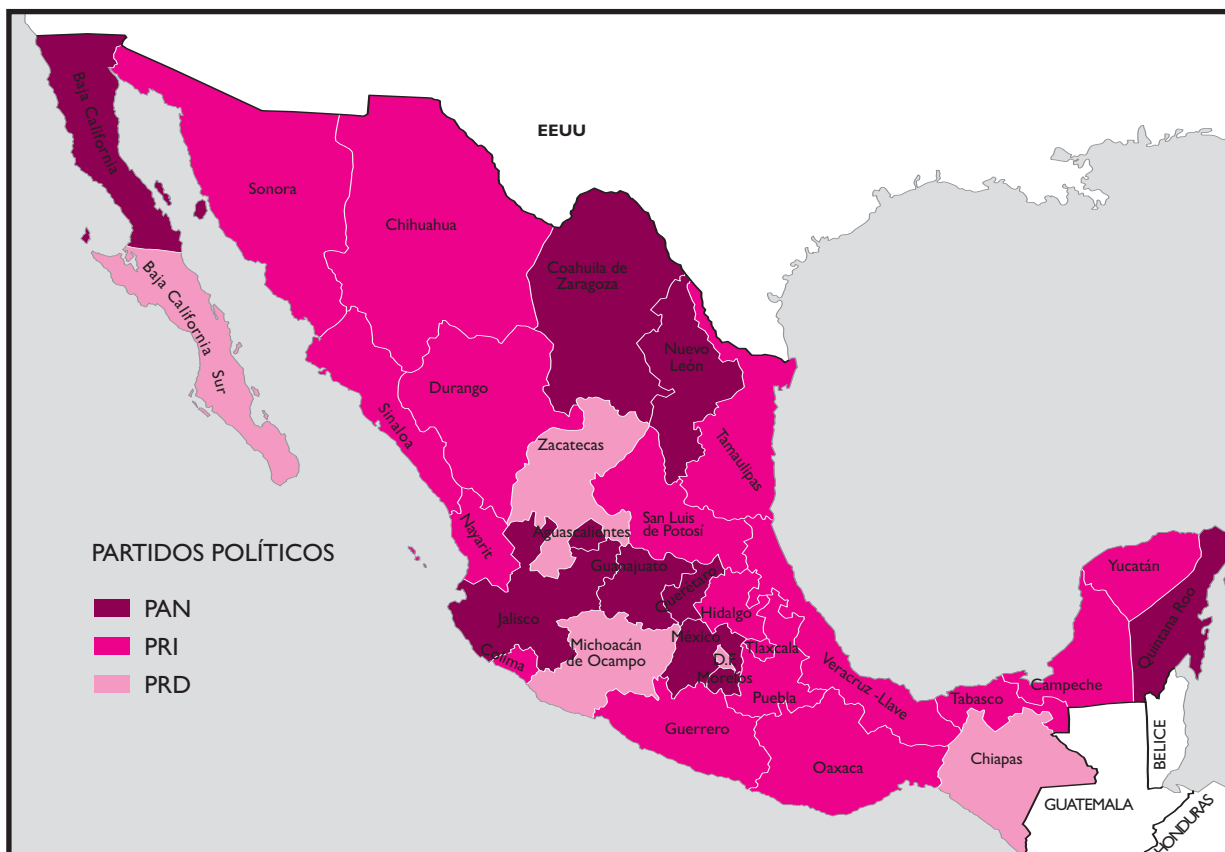 EEUU
Baja California
Sonora
Chihuahua
Coahuila de
Zaragoza
Baja California Sur
Nuevo
León
Durango
Sinaloa
Zacatecas
Tamaulipas
Nayarit
Aguascalientes
San Luis
de Potosí
Guanajuato
Querétaro
Hidalgo
Jalisco
Colima
Michoacán
de Ocampo
México
D.F.
Morelos
Tlaxcala
Puebla
Veracruz -Llave
Guerrero
Oaxaca
Tabasco
Campeche
Yucatán
Quintana Roo
Chiapas
BELICE
GUATEMALA
HONDURAS
PARTIDOS POLÍTICOS
PAN
PRI
PRD